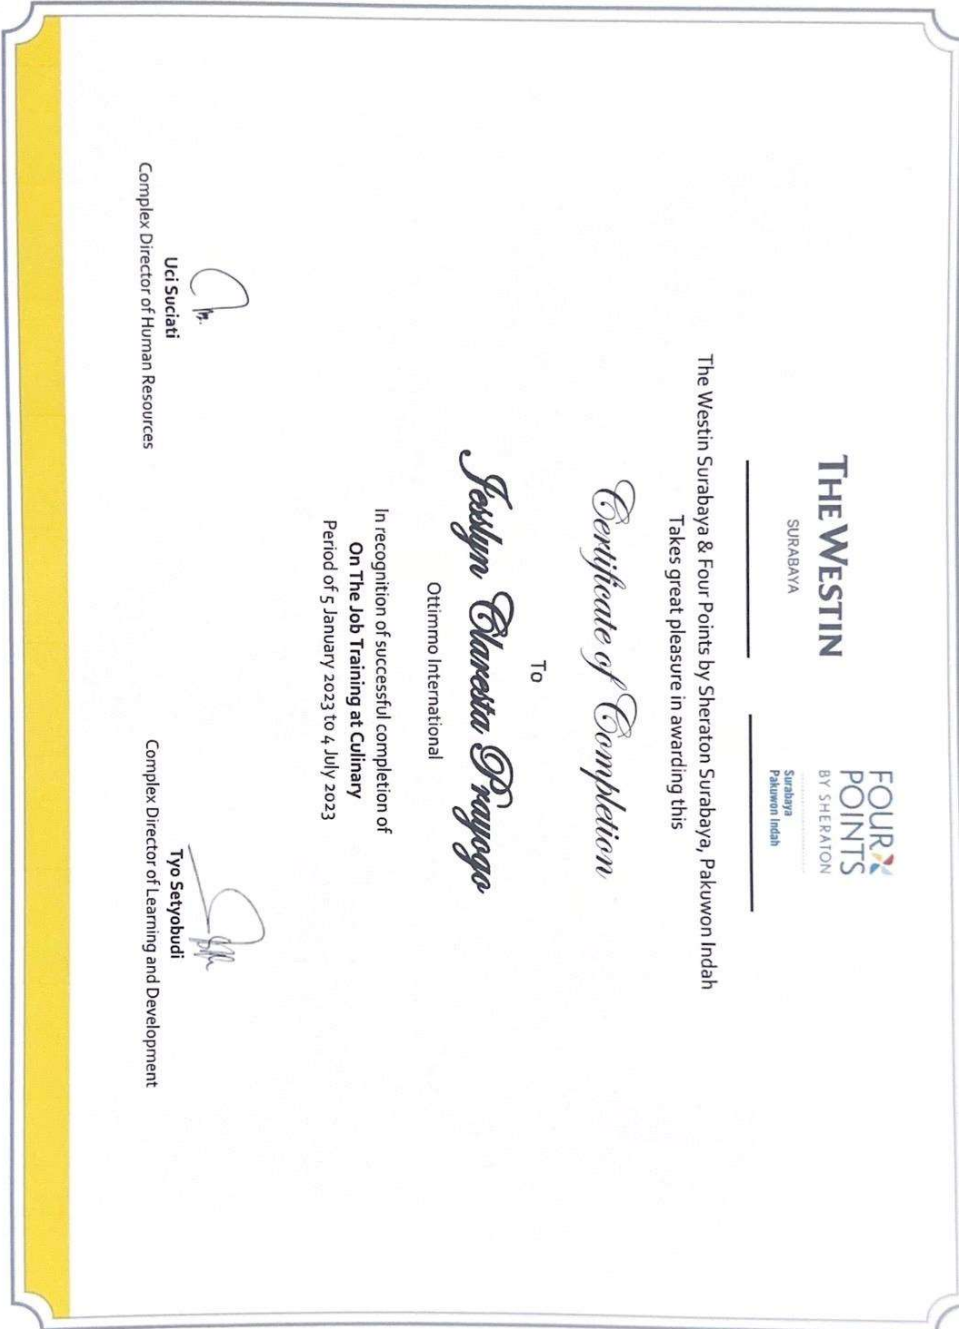 THE WESTIN
SURABAYA
FOUR
POINTS
BY SHERATON
Surabaya
Pakuwon Indah
The Westin Surabaya & Four Points by Sheraton Surabaya, Pakuwon Indah
Takes great pleasure in awarding this
Certificate of Completion
To
Jesslyn Claresta Prayogo
Ottimmo International
In recognition of successful completion of
On The Job Training at Culinary
Period of 5 January 2023 to 4 July 2023
Uci Suciati
Complex Director of Human Resources
Tyo Setyobudi
Complex Director of Learning and Development